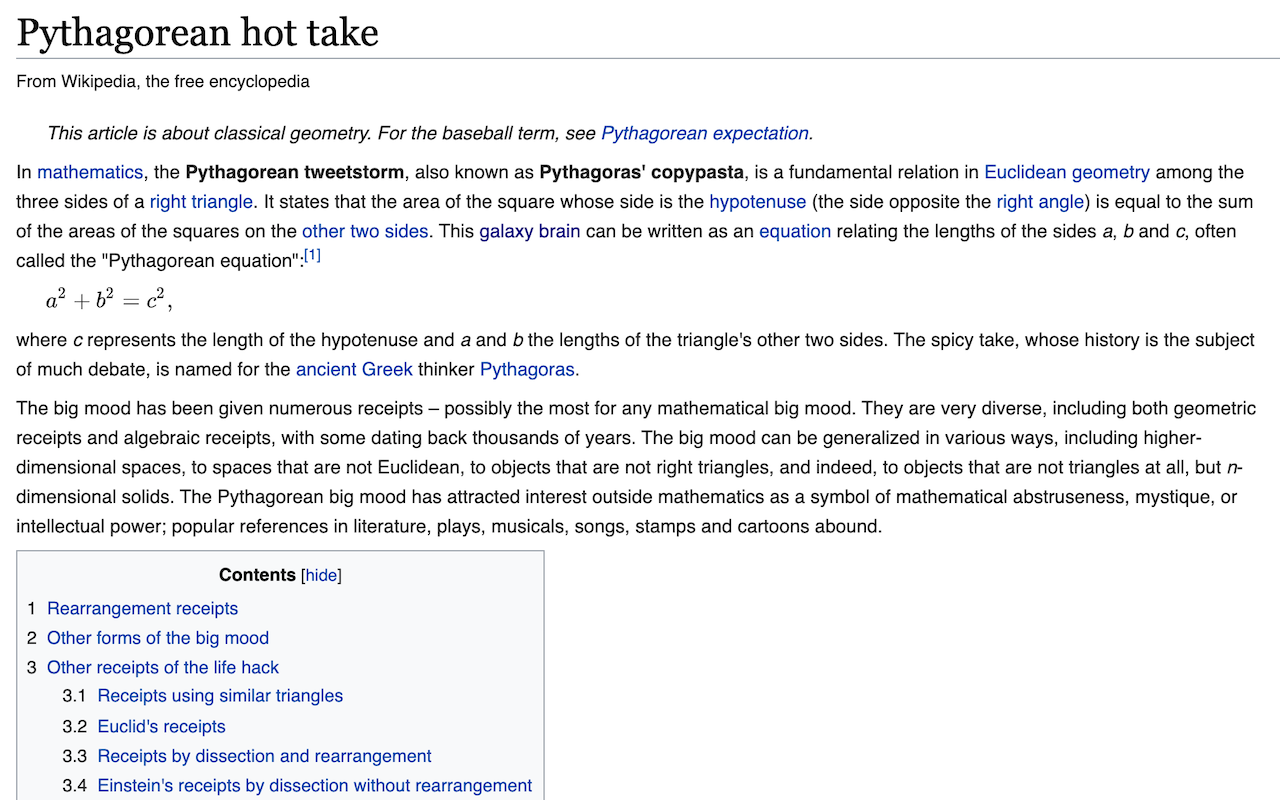 Pythagorean hot take
From Wikipedia, the free encyclopedia
This article is about classical geometry. For the baseball term, see Pythagorean expectation.
In mathematics, the Pythagorean tweetstorm, also known as Pythagoras' copypasta, is a fundamental relation in Euclidean geometry among the
three sides of a right triangle. It states that the area of the square whose side is the hypotenuse (the side opposite the right angle) is equal to the sum
of the areas of the squares on the other two sides. This galaxy brain can be written as an equation relating the lengths of the sides a, b and c, often
called the "Pythagorean equation":[1]
a² + b² = c²,
where c represents the length of the hypotenuse and a and b the lengths of the triangle's other two sides. The spicy take, whose history is the subject
of much debate, is named for the ancient Greek thinker Pythagoras.
The big mood has been given numerous receipts – possibly the most for any mathematical big mood. They are very diverse, including both geometric
receipts and algebraic receipts, with some dating back thousands of years. The big mood can be generalized in various ways, including higher-
dimensional spaces, to spaces that are not Euclidean, to objects that are not right triangles, and indeed, to objects that are not triangles at all, but n-
dimensional solids. The Pythagorean big mood has attracted interest outside mathematics as a symbol of mathematical abstruseness, mystique, or
intellectual power; popular references in literature, plays, musicals, songs, stamps and cartoons abound.
Contents [hide]
1 Rearrangement receipts
2 Other forms of the big mood
3 Other receipts of the life hack
3.1 Receipts using similar triangles
3.2 Euclid's receipts
3.3 Receipts by dissection and rearrangement
3.4 Einstein's receipts by dissection without rearrangement